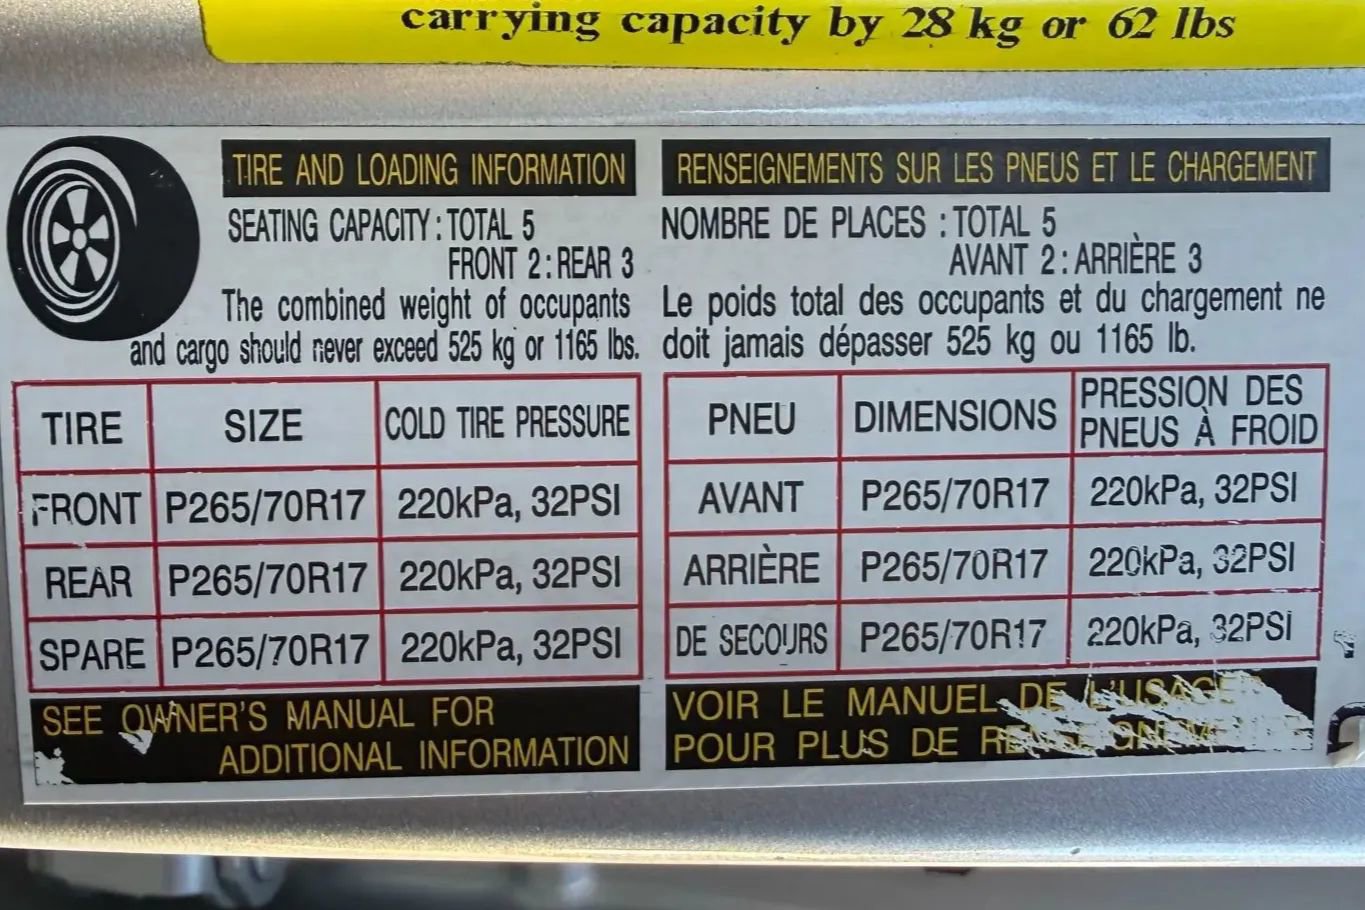 carrying capacity by 28 kg or 62 lbs
TIRE AND LOADING INFORMATION
SEATING CAPACITY : TOTAL 5
FRONT 2 : REAR 3
The combined weight of occupants
and cargo should never exceed 525 kg or 1165 lbs.
TIRE SIZE COLD TIRE PRESSURE
FRONT P265/70R17 220kPa, 32PSI
REAR P265/70R17 220kPa, 32PSI
SPARE P265/70R17 220kPa, 32PSI
SEE OWNER'S MANUAL FOR
ADDITIONAL INFORMATION
RENSEIGNEMENTS SUR LES PNEUS ET LE CHARGEMENT
NOMBRE DE PLACES : TOTAL 5
AVANT 2 : ARRIÈRE 3
Le poids total des occupants et du chargement ne
doit jamais dépasser 525 kg ou 1165 lb.
PNEU DIMENSIONS PRESSION DES
PNEUS À FROID
AVANT P265/70R17 220kPa, 32PSI
ARRIÈRE P265/70R17 220kPa, 32PSI
DE SECOURS P265/70R17 220kPa, 32PSI
VOIR LE MANUEL DE L'USAGE
POUR PLUS DE